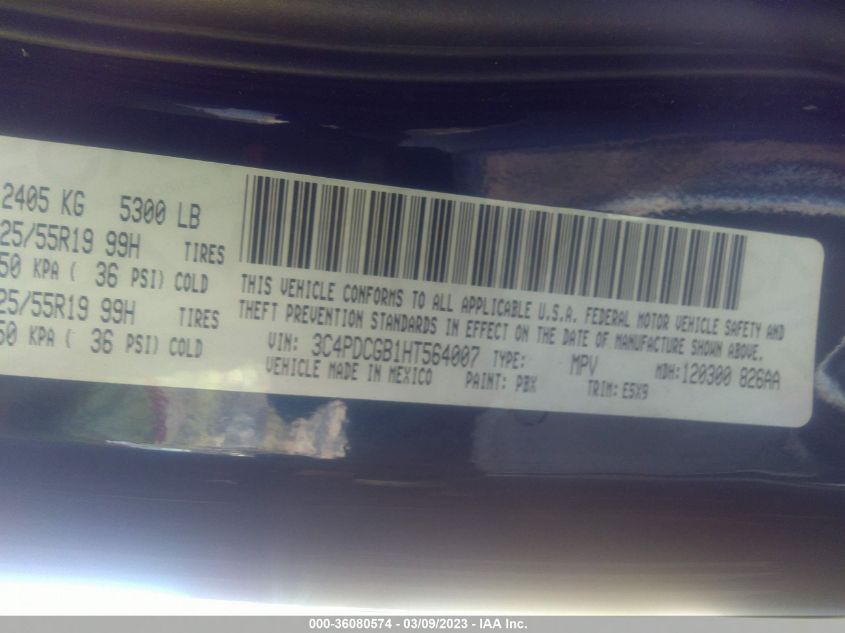 2405 KG 5300 LB
25/55R19 99H TIRES
50 KPA ( 36 PSI) COLD
25/55R19 99H TIRES
50 KPA ( 36 PSI) COLD
THIS VEHICLE CONFORMS TO ALL APPLICABLE U.S.A. FEDERAL MOTOR VEHICLE SAFETY AND
THEFT PREVENTION STANDARDS IN EFFECT ON THE DATE OF MANUFACTURE SHOWN ABOVE.
VIN: 3C4PDCGB1HT564007 TYPE: MPV MDH: 120300 826AA
VEHICLE MADE IN MEXICO PAINT: PBX TRIM: E5X9
000-36080574 - 03/09/2023 - IAA Inc.